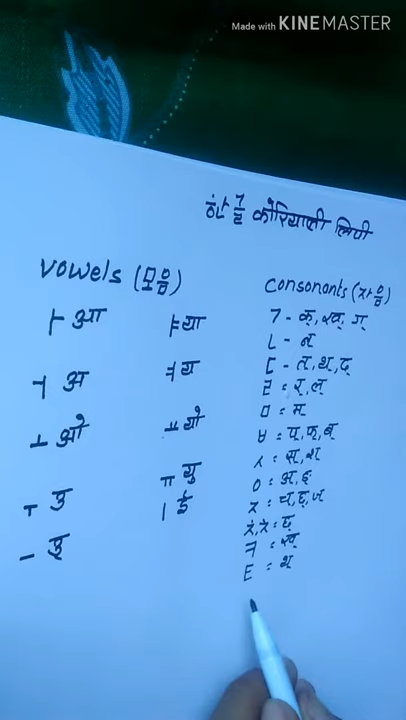 Made with KINEMASTER
한글 कोरियाली लिपी
Vowels (모음)
ㅏ आ ㅑ या
ㅓ अ ㅕ य
ㅗ ओ ㅛ यो
ㅜ उ ㅠ यु
ㅡ उ ㅣ ई
Consonants (자음)
ㄱ - क्, ख्, ग्
ㄴ - न्
ㄷ - त्, थ्, द्
ㄹ = र्, ल्
ㅁ = म्
ㅂ = प्, फ्, ब्
ㅅ = स्, श्
ㅇ = अ, ङ्
ㅈ = च्, छ्, ज्
ㅊ, ㅊ = छ्
ㅋ = ख्
ㅌ = थ्